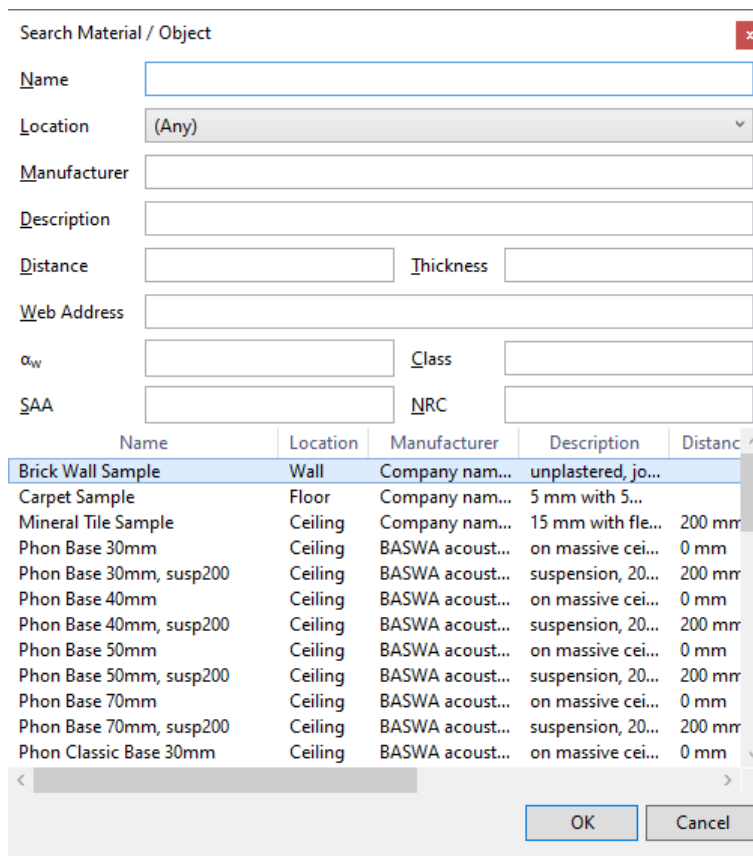 Search Material / Object
Name
Location (Any)
Manufacturer
Description
Distance Thickness
Web Address
αw Class
SAA NRC
Name Location Manufacturer Description Distanc
Brick Wall Sample Wall Company nam... unplastered, jo...
Carpet Sample Floor Company nam... 5 mm with 5...
Mineral Tile Sample Ceiling Company nam... 15 mm with fle... 200 mm
Phon Base 30mm Ceiling BASWA acoust... on massive cei... 0 mm
Phon Base 30mm, susp200 Ceiling BASWA acoust... suspension, 20... 200 mm
Phon Base 40mm Ceiling BASWA acoust... on massive cei... 0 mm
Phon Base 40mm, susp200 Ceiling BASWA acoust... suspension, 20... 200 mm
Phon Base 50mm Ceiling BASWA acoust... on massive cei... 0 mm
Phon Base 50mm, susp200 Ceiling BASWA acoust... suspension, 20... 200 mm
Phon Base 70mm Ceiling BASWA acoust... on massive cei... 0 mm
Phon Base 70mm, susp200 Ceiling BASWA acoust... suspension, 20... 200 mm
Phon Classic Base 30mm Ceiling BASWA acoust... on massive cei... 0 mm
OK Cancel